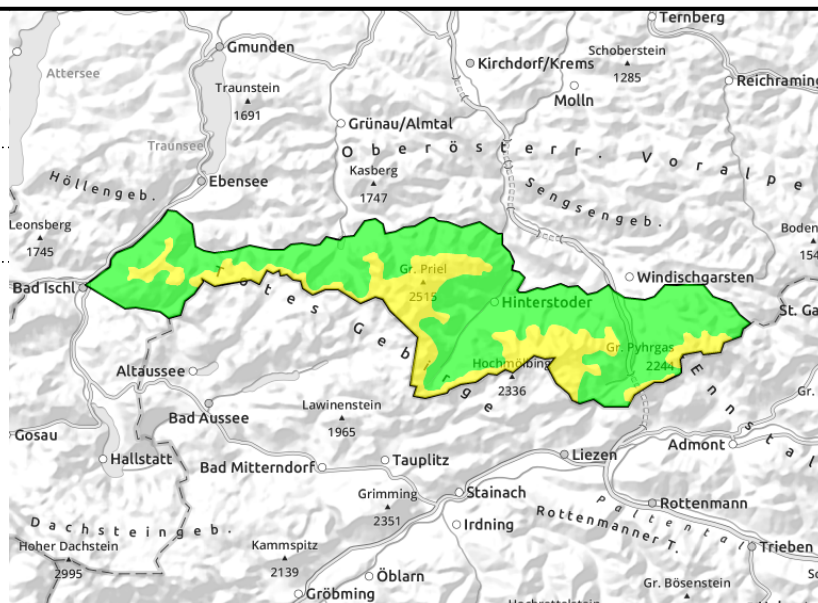 Ternberg
Gmunden
Attersee
Kirchdorf/Krems
Schoberstein
1285
Reichraming
Traunstein
1691
Molln
Grünau/Almtal
Traunsee
Oberösterr. Voralpe
Kasberg
1747
Ebensee
Höllengeb.
Sengsengeb.
Leonsberg
1745
Boden
154
Gr. Priel
2515
Windischgarsten
Bad Ischl
Totes Gebirge
Hinterstoder
St. Ga
Gr. Pyhrgas
2244
Altaussee
Hochmölbing
2336
Ennstal
Bad Aussee
Lawinenstein
1965
Gr.
Gosau
Admont
Hallstatt
Bad Mitterndorf
Tauplitz
Liezen
Grimming
2351
Stainach
Rottenmann
Paltental
Irdning
Rottenmanner T.
Dachsteingeb.
Hoher Dachstein
2995
Kammspitz
2139
Trieben
Öblarn
Gr. Bösenstein
Gröbming